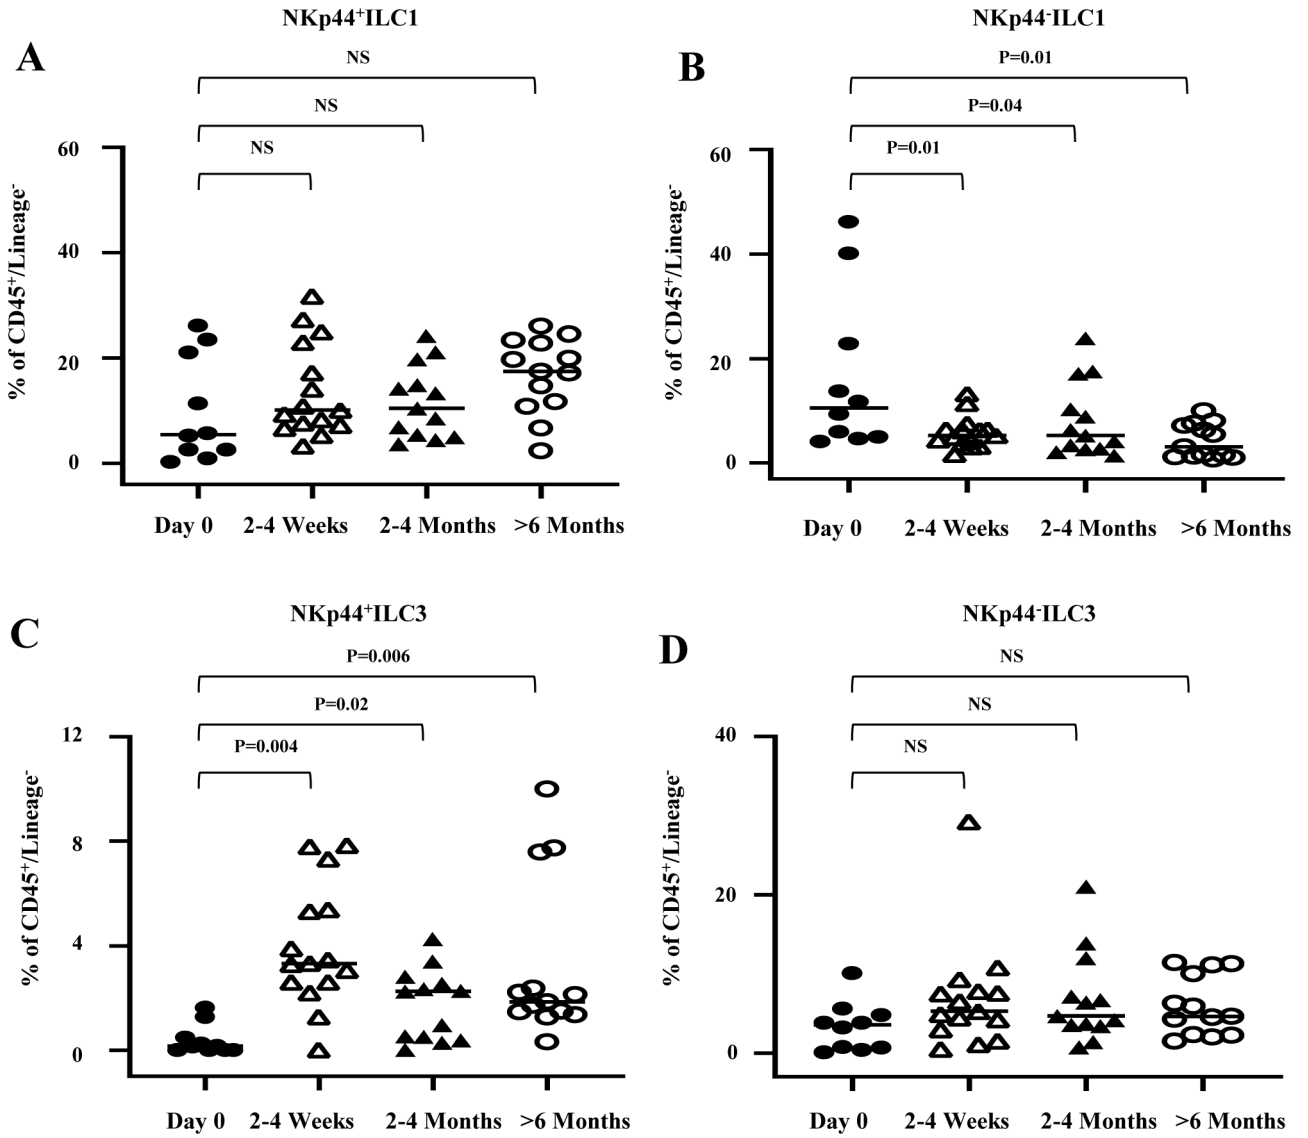 NKp44⁺ILC1
A
NS
NS
NS
60
40
20
0
% of CD45⁺/Lineage⁻
Day 0 2-4 Weeks 2-4 Months >6 Months
NKp44⁻ILC1
B
P=0.01
P=0.04
P=0.01
60
40
20
0
% of CD45⁺/Lineage⁻
Day 0 2-4 Weeks 2-4 Months >6 Months
NKp44⁺ILC3
C
P=0.006
P=0.02
P=0.004
12
8
4
0
% of CD45⁺/Lineage⁻
Day 0 2-4 Weeks 2-4 Months >6 Months
NKp44⁻ILC3
D
NS
NS
NS
40
20
0
% of CD45⁺/Lineage⁻
Day 0 2-4 Weeks 2-4 Months >6 Months